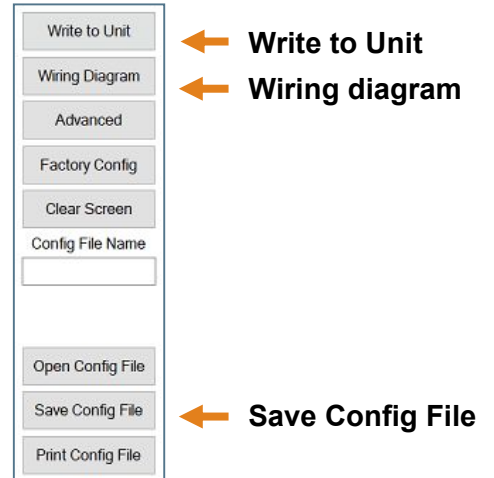 Write to Unit
Write to Unit
Wiring Diagram
Wiring diagram
Advanced
Factory Config
Clear Screen
Config File Name
Open Config File
Save Config File
Save Config File
Print Config File